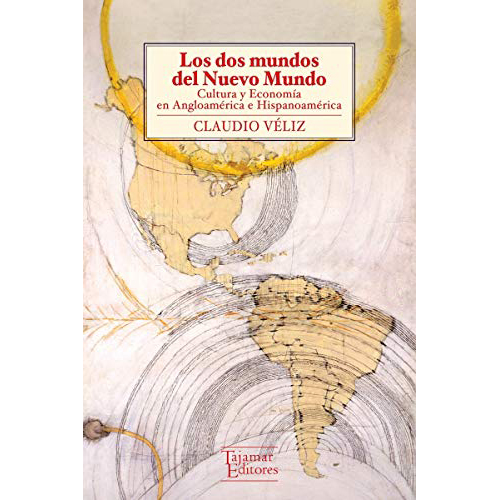 Los dos mundos
del Nuevo Mundo
Cultura y Economía
en Angloamérica e Hispanoamérica
CLAUDIO VÉLIZ
Tajamar
Editores